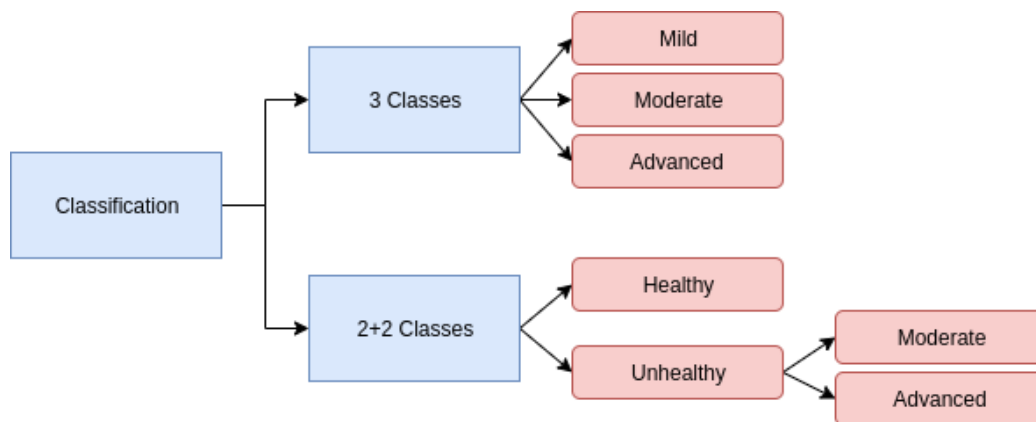 Classification
3 Classes
Mild
Moderate
Advanced
2+2 Classes
Healthy
Unhealthy
Moderate
Advanced